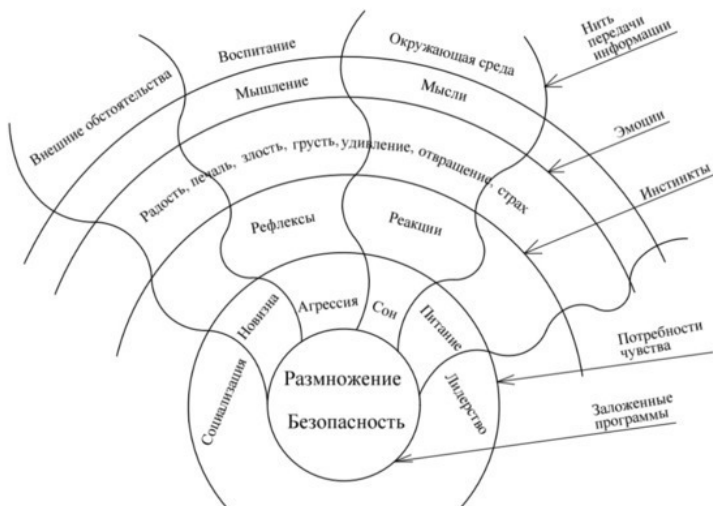 Внешние обстоятельства
Воспитание
Окружающая среда
Нить
передачи
информации
Мышление
Мысли
Эмоции
Радость, печаль, злость, грусть, удивление, отвращение, страх
Инстинкты
Рефлексы
Реакции
Социализация
Новизна
Агрессия
Сон
Питание
Лидерство
Потребности
чувства
Размножение
Безопасность
Заложенные
программы